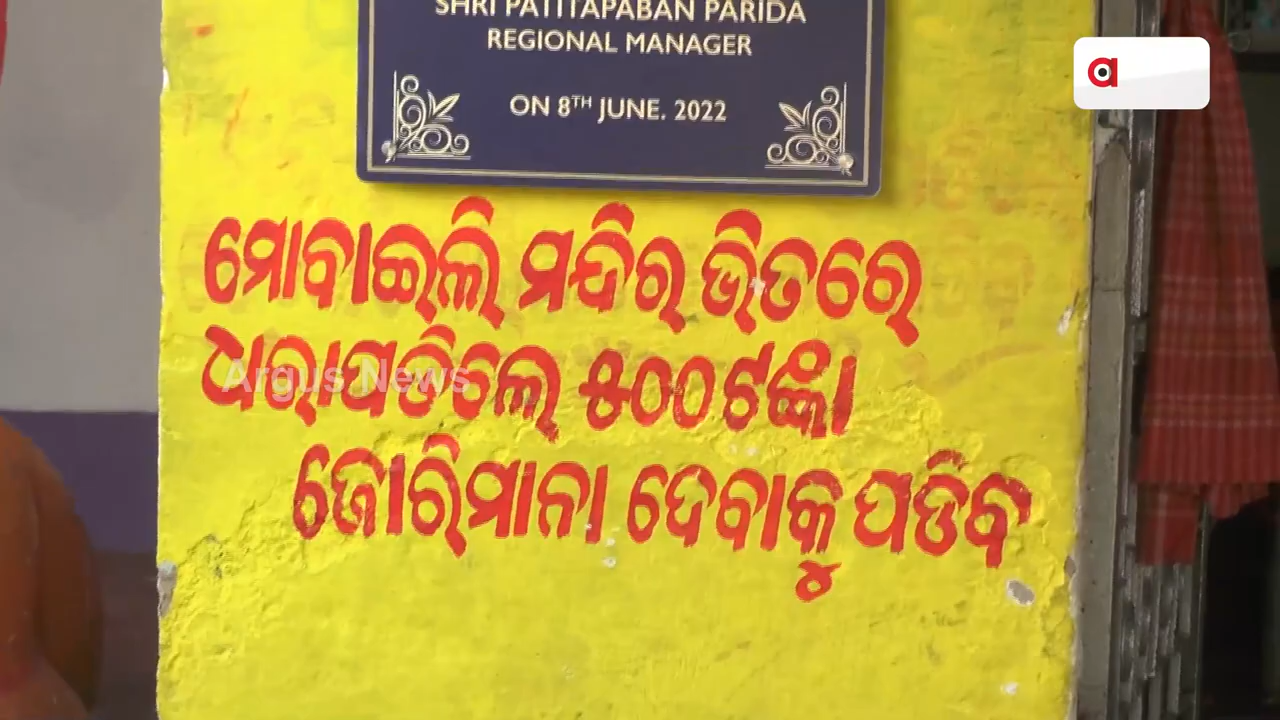 SHRI PATITAPABAN PARIDA
REGIONAL MANAGER
ON 8TH JUNE. 2022
ମୋବାଇଲି ମନ୍ଦିର ଭିତରେ
ଧରାପଡିଲେ ୫୦୦ଟଙ୍କା
Argus News
ଜୋରିମାନା ଦେବାକୁ ପଡିବ